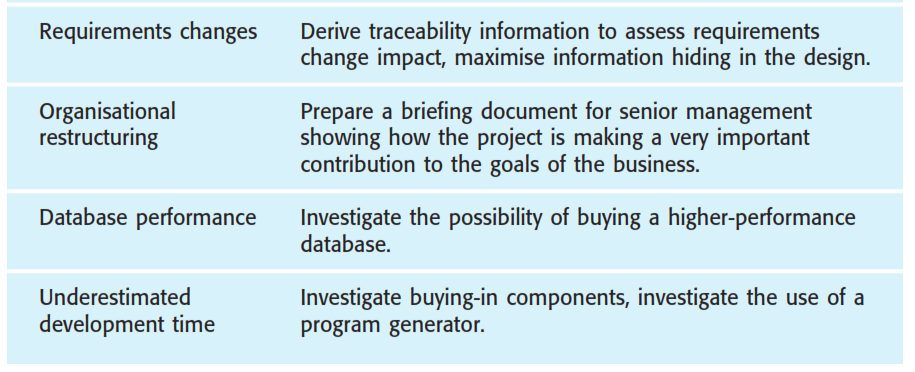 Requirements changes
Derive traceability information to assess requirements
change impact, maximise information hiding in the design.
Organisational
restructuring
Prepare a briefing document for senior management
showing how the project is making a very important
contribution to the goals of the business.
Database performance
Investigate the possibility of buying a higher-performance
database.
Underestimated
development time
Investigate buying-in components, investigate the use of a
program generator.